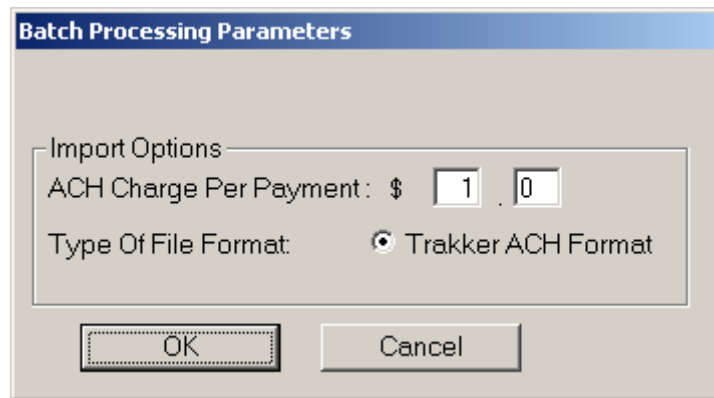 Batch Processing Parameters
Import Options
ACH Charge Per Payment : $ 1 . 0
Type Of File Format: Trakker ACH Format
OK Cancel